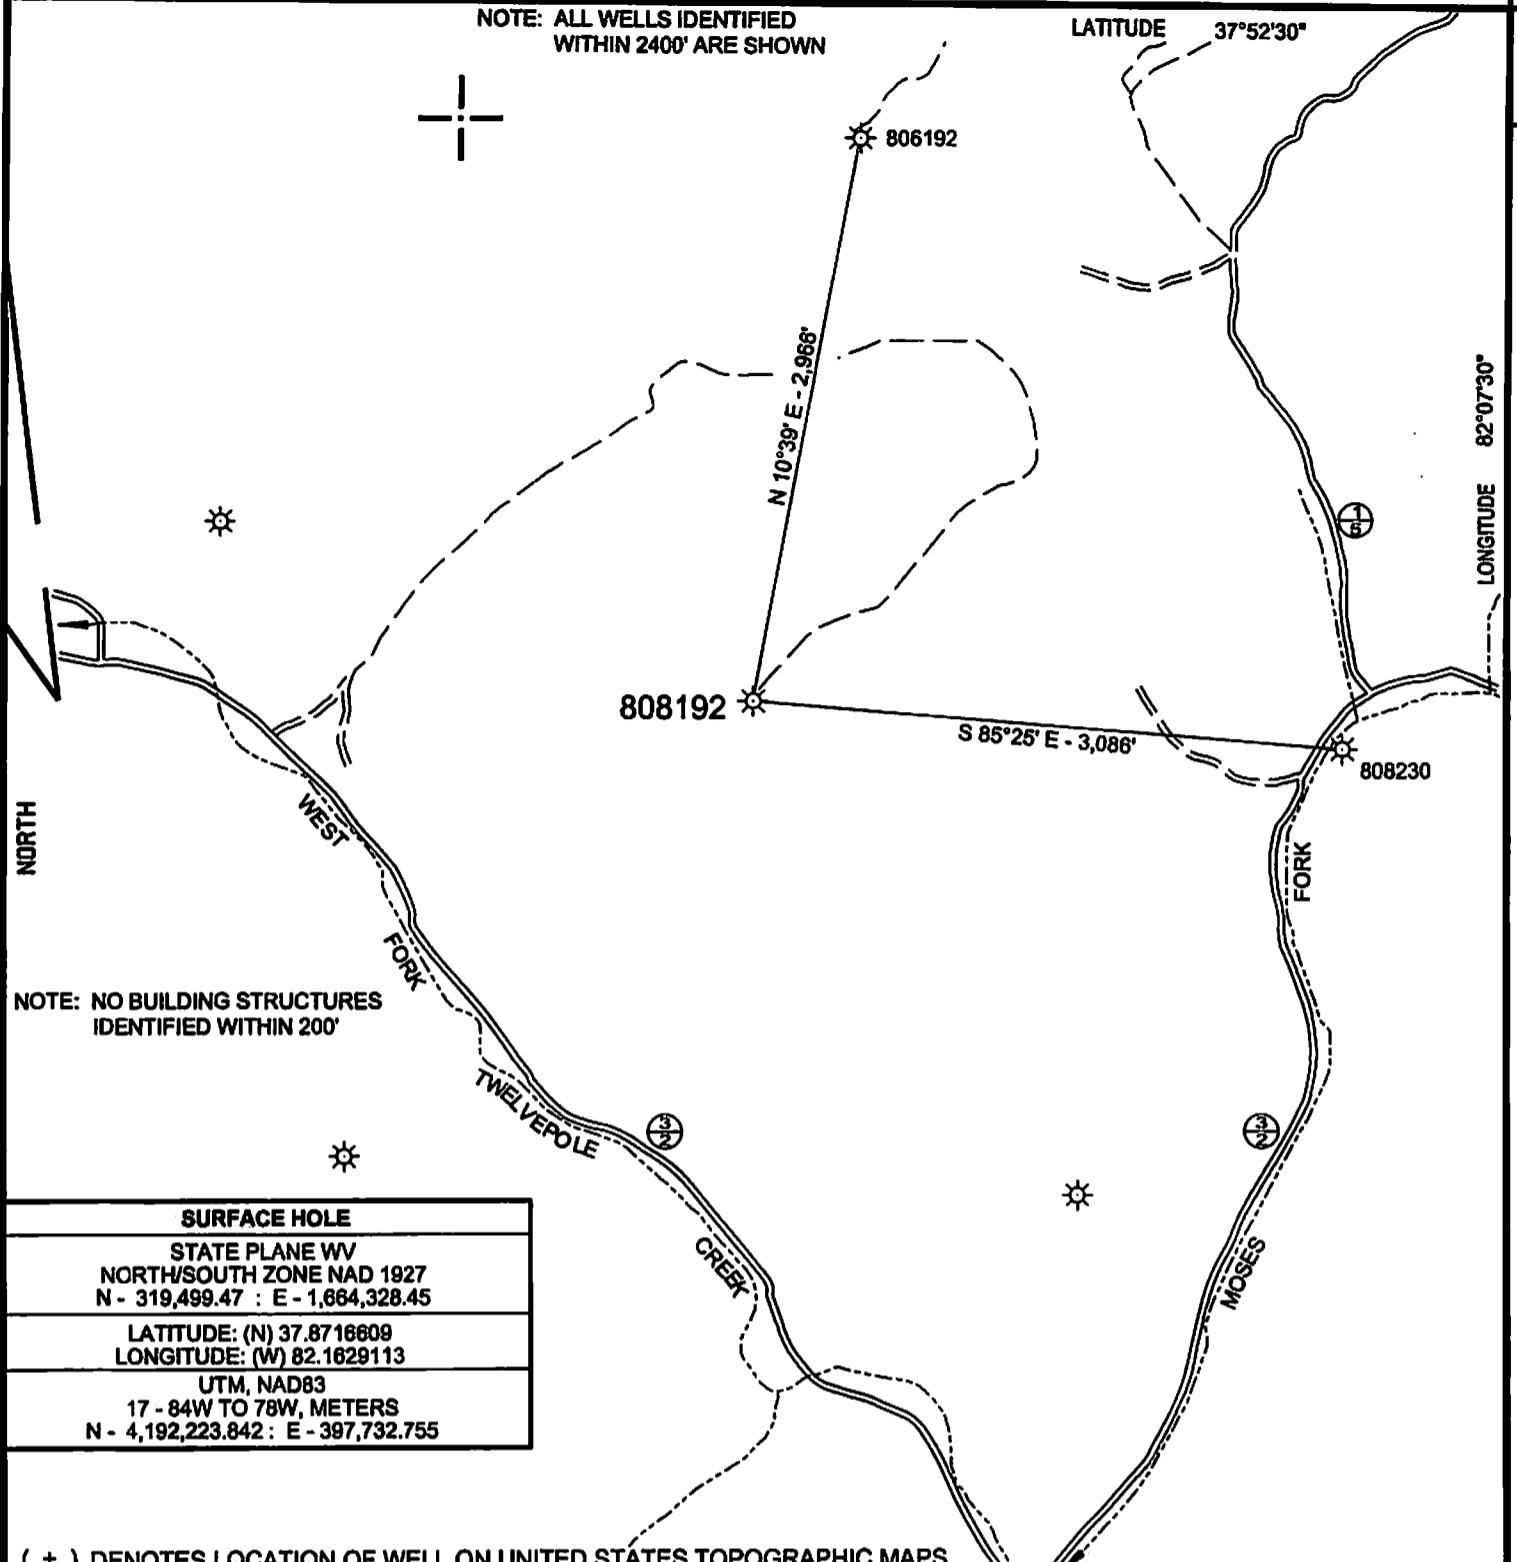 NOTE: ALL WELLS IDENTIFIED
WITHIN 2400' ARE SHOWN
LATITUDE 37°52'30"
806192
N 10°39' E - 2,966'
LONGITUDE 82°07'30"
1
5
808192
S 85°25' E - 3,086'
808230
NORTH
WEST
FORK
TWELVEPOLE
CREEK
FORK
MOSES
NOTE: NO BUILDING STRUCTURES
IDENTIFIED WITHIN 200'
3
2
3
2
SURFACE HOLE
STATE PLANE WV
NORTH/SOUTH ZONE NAD 1927
N - 319,499.47 : E - 1,664,328.45
LATITUDE: (N) 37.8716609
LONGITUDE: (W) 82.1629113
UTM, NAD83
17 - 84W TO 78W, METERS
N - 4,192,223.842 : E - 397,732.755
( + ) DENOTES LOCATION OF WELL ON UNITED STATES TOPOGRAPHIC MAPS